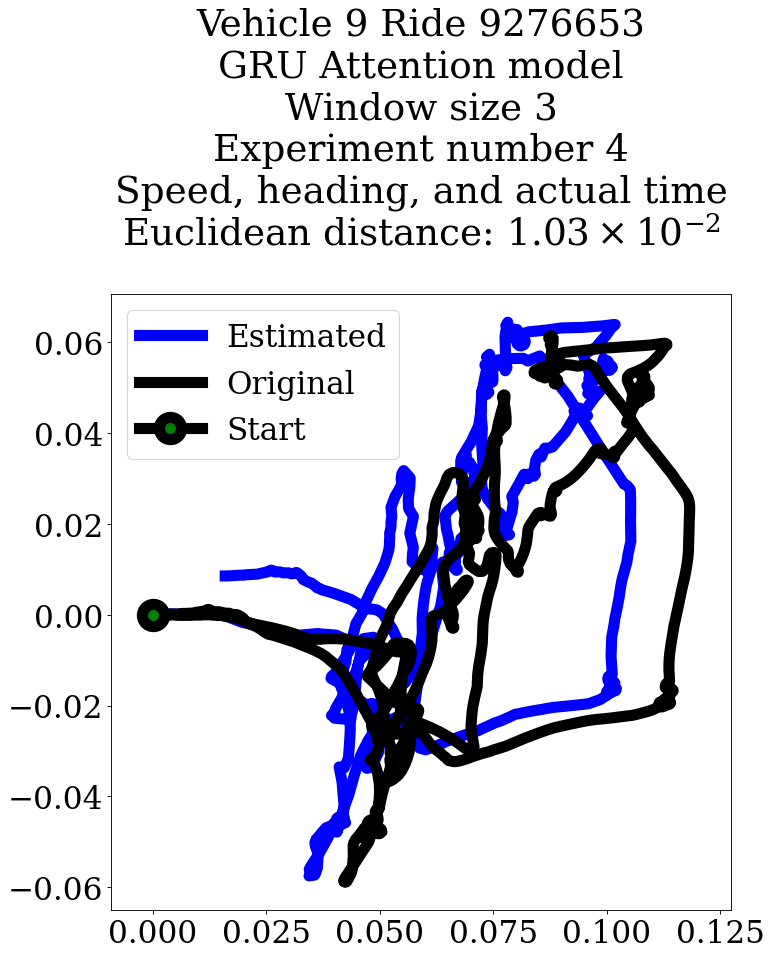 Vehicle 9 Ride 9276653
GRU Attention model
Window size 3
Experiment number 4
Speed, heading, and actual time
Euclidean distance: 1.03 × 10⁻²
Estimated
Original
Start
0.06
0.04
0.02
0.00
−0.02
−0.04
−0.06
0.000 0.025 0.050 0.075 0.100 0.125